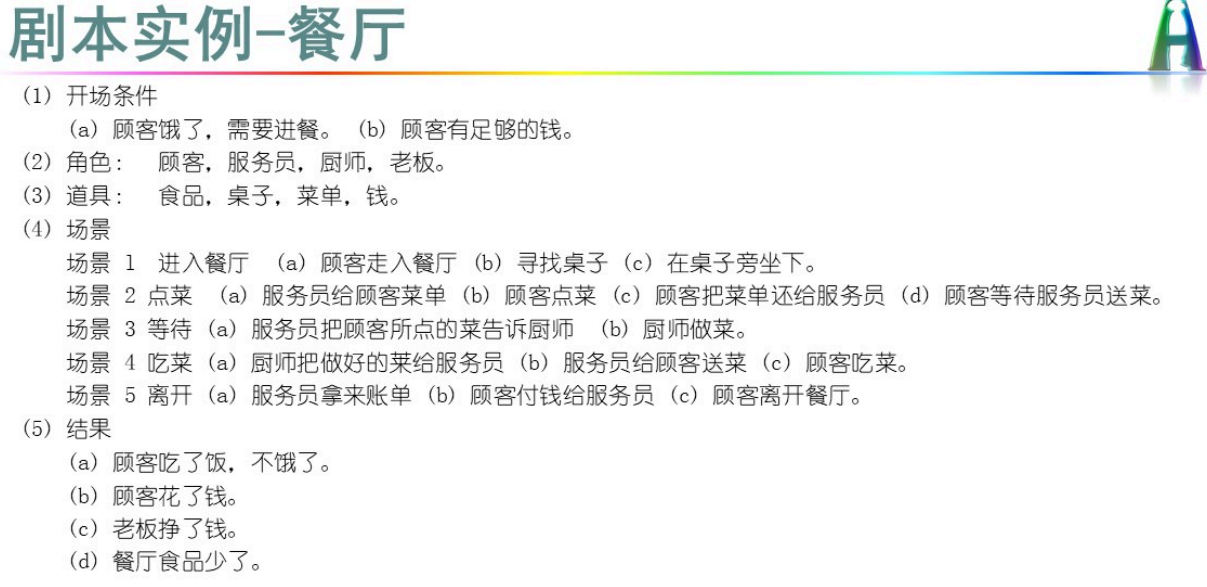 剧本实例-餐厅
(1) 开场条件
(a) 顾客饿了，需要进餐。 (b) 顾客有足够的钱。
(2) 角色： 顾客，服务员，厨师，老板。
(3) 道具： 食品，桌子，菜单，钱。
(4) 场景
场景 1 进入餐厅 (a) 顾客走入餐厅 (b) 寻找桌子 (c) 在桌子旁坐下。
场景 2 点菜 (a) 服务员给顾客菜单 (b) 顾客点菜 (c) 顾客把菜单还给服务员 (d) 顾客等待服务员送菜。
场景 3 等待 (a) 服务员把顾客所点的菜告诉厨师 (b) 厨师做菜。
场景 4 吃菜 (a) 厨师把做好的莱给服务员 (b) 服务员给顾客送菜 (c) 顾客吃菜。
场景 5 离开 (a) 服务员拿来账单 (b) 顾客付钱给服务员 (c) 顾客离开餐厅。
(5) 结果
(a) 顾客吃了饭，不饿了。
(b) 顾客花了钱。
(c) 老板挣了钱。
(d) 餐厅食品少了。